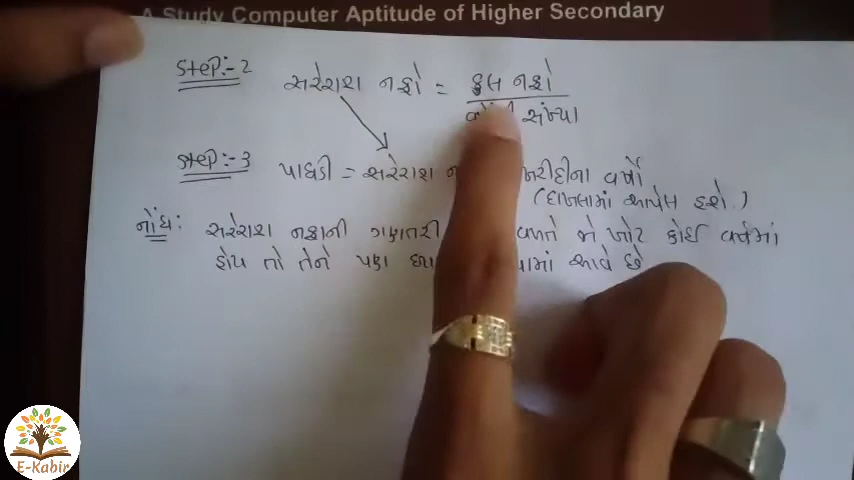 A Study Computer Aptitude of Higher Secondary
Step:-2 સરેરાશ નફો = કુલ નફો
સંખ્યા
Step:-3 પાઘડી = સરેરાશ ખરીદીના વર્ષો
(દાખલામાં આપેલ હશે.)
નોંધ: સરેરાશ નફાની ગણતરી વખતે જો ખોટ કોઈ વર્ષમાં
હોય તો તેને પણ આવે છે
E-Kabir